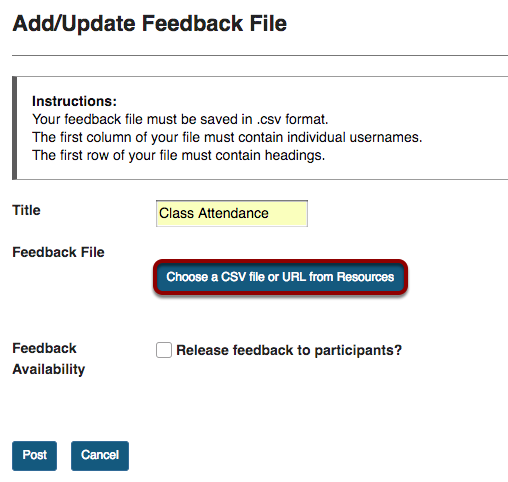 Add/Update Feedback File
Instructions:
Your feedback file must be saved in .csv format.
The first column of your file must contain individual usernames.
The first row of your file must contain headings.
Title
Class Attendance
Feedback File
Choose a CSV file or URL from Resources
Feedback
Availability
Release feedback to participants?
Post
Cancel